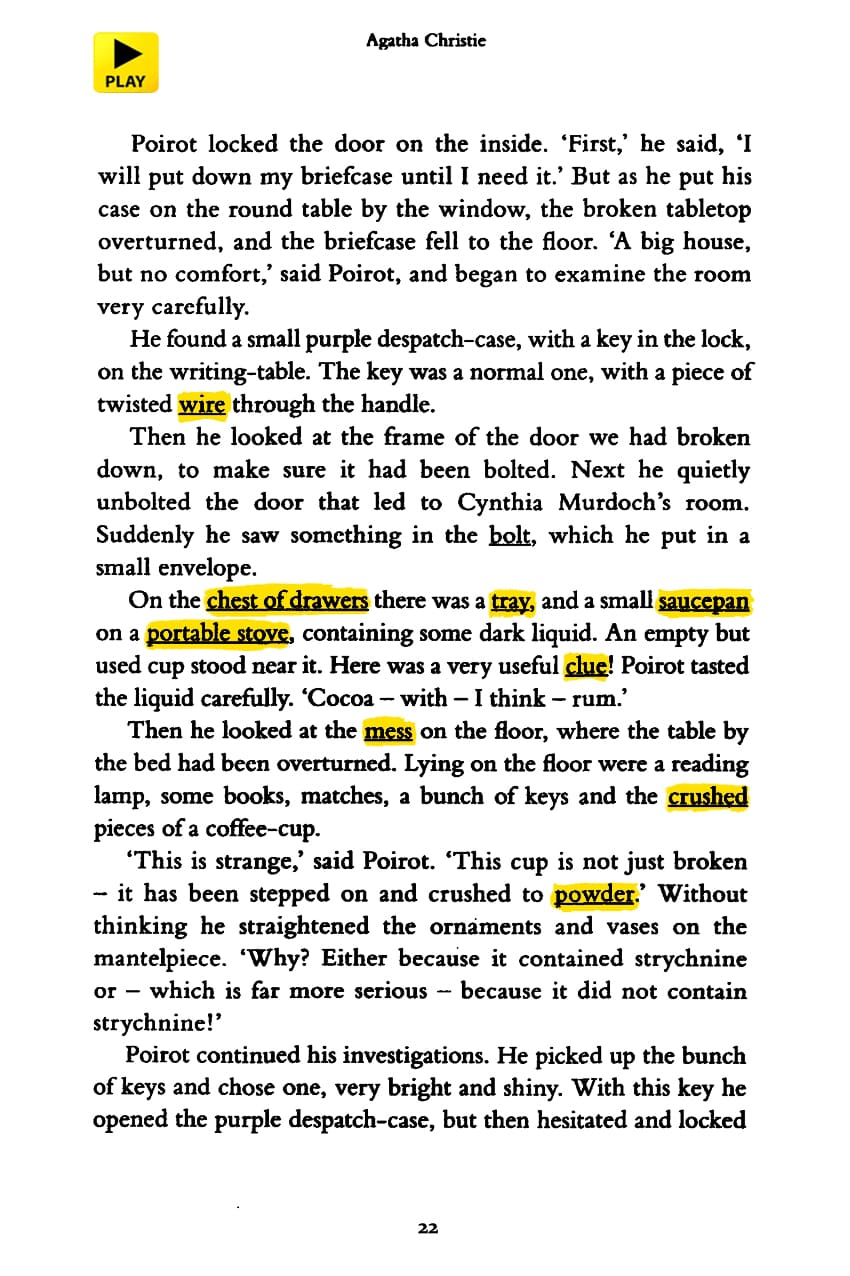 Agatha Christie
PLAY
Poirot locked the door on the inside. ‘First,’ he said, ‘I
will put down my briefcase until I need it.’ But as he put his
case on the round table by the window, the broken tabletop
overturned, and the briefcase fell to the floor. ‘A big house,
but no comfort,’ said Poirot, and began to examine the room
very carefully.
He found a small purple despatch-case, with a key in the lock,
on the writing-table. The key was a normal one, with a piece of
twisted wire through the handle.
Then he looked at the frame of the door we had broken
down, to make sure it had been bolted. Next he quietly
unbolted the door that led to Cynthia Murdoch’s room.
Suddenly he saw something in the bolt, which he put in a
small envelope.
On the chest of drawers there was a tray, and a small saucepan
on a portable stove, containing some dark liquid. An empty but
used cup stood near it. Here was a very useful clue! Poirot tasted
the liquid carefully. ‘Cocoa – with – I think – rum.’
Then he looked at the mess on the floor, where the table by
the bed had been overturned. Lying on the floor were a reading
lamp, some books, matches, a bunch of keys and the crushed
pieces of a coffee-cup.
‘This is strange,’ said Poirot. ‘This cup is not just broken
– it has been stepped on and crushed to powder.’ Without
thinking he straightened the ornaments and vases on the
mantelpiece. ‘Why? Either because it contained strychnine
or – which is far more serious – because it did not contain
strychnine!’
Poirot continued his investigations. He picked up the bunch
of keys and chose one, very bright and shiny. With this key he
opened the purple despatch-case, but then hesitated and locked
22